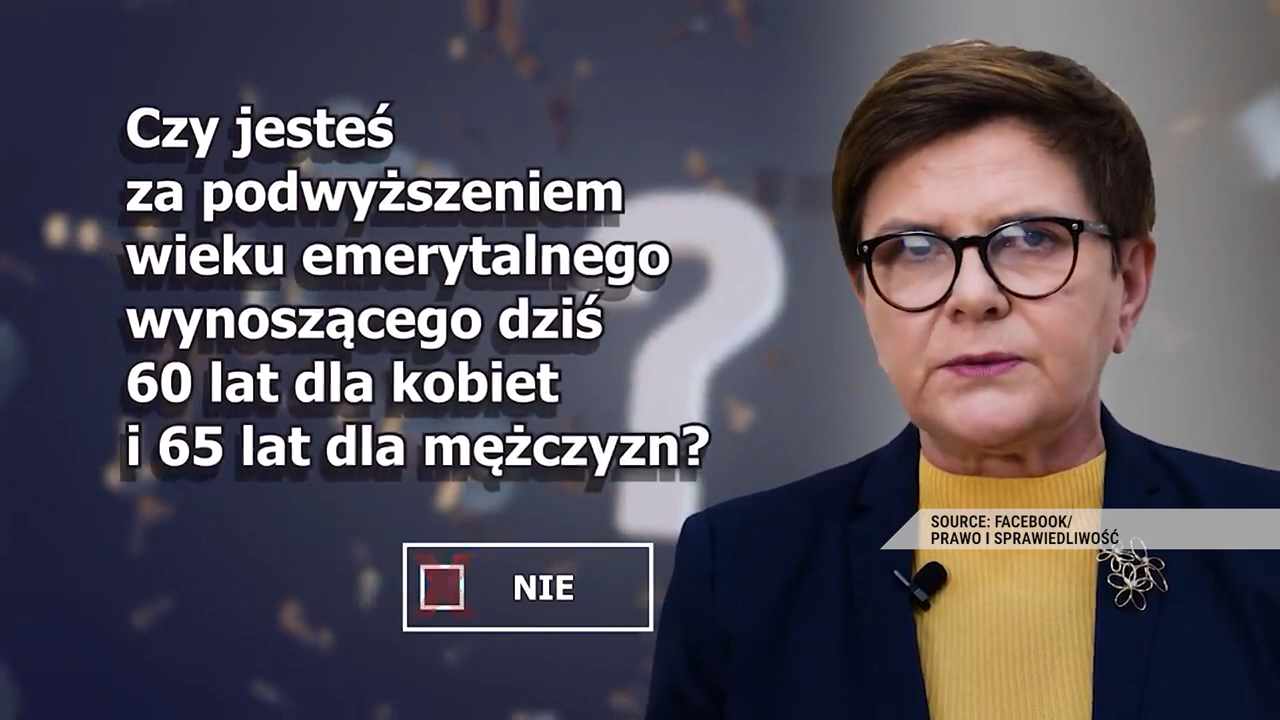 Czy jesteś
za podwyższeniem
wieku emerytalnego
wynoszącego dziś
60 lat dla kobiet
i 65 lat dla mężczyzn?
SOURCE: FACEBOOK/
PRAWO I SPRAWIEDLIWOŚĆ
NIE